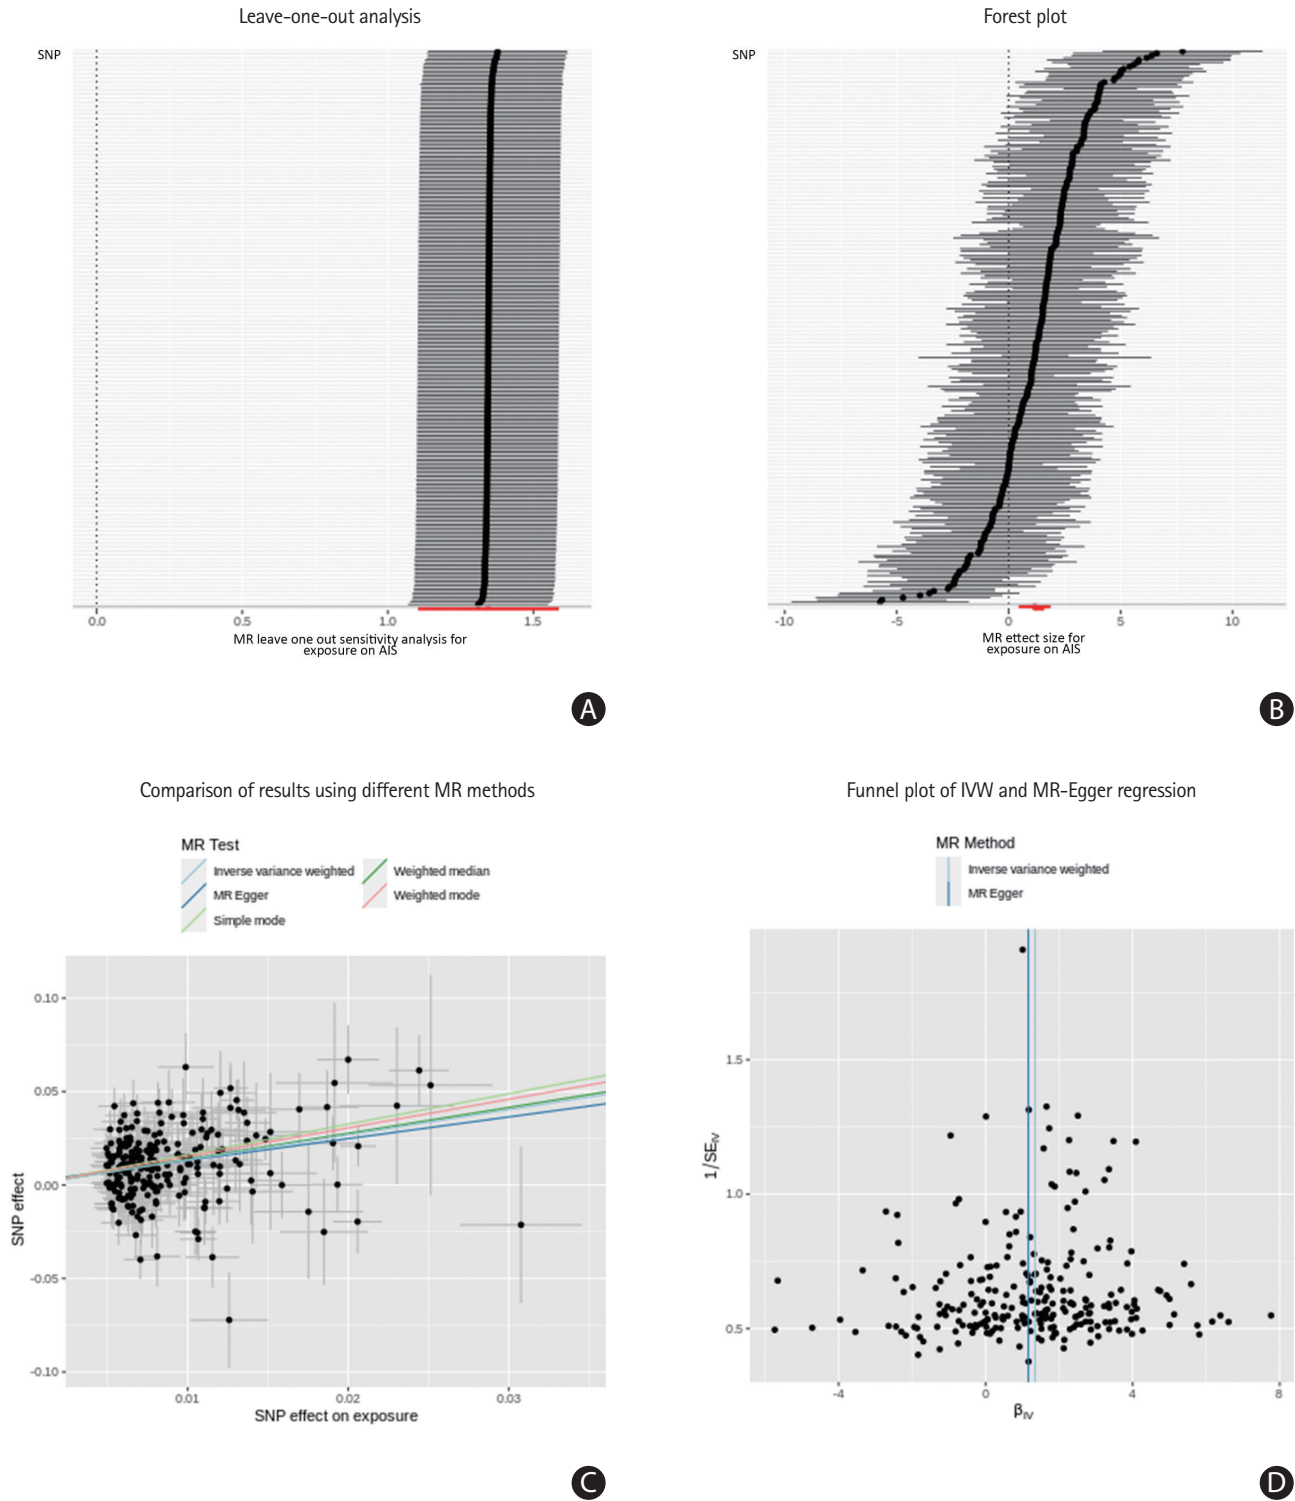 Leave-one-out analysis
SNP
0.0 0.5 1.0 1.5
MR leave one out sensitivity analysis for
exposure on AIS
A
Forest plot
SNP
-10 -5 0 5 10
MR effect size for
exposure on AIS
B
Comparison of results using different MR methods
MR Test
Inverse variance weighted
Weighted median
MR Egger
Weighted mode
Simple mode
SNP effect
0.10
0.05
0.00
-0.05
-0.10
0.01 0.02 0.03
SNP effect on exposure
C
Funnel plot of IVW and MR-Egger regression
MR Method
Inverse variance weighted
MR Egger
1/SE_IV
1.5
1.0
0.5
-4 0 4 8
β_IV
D